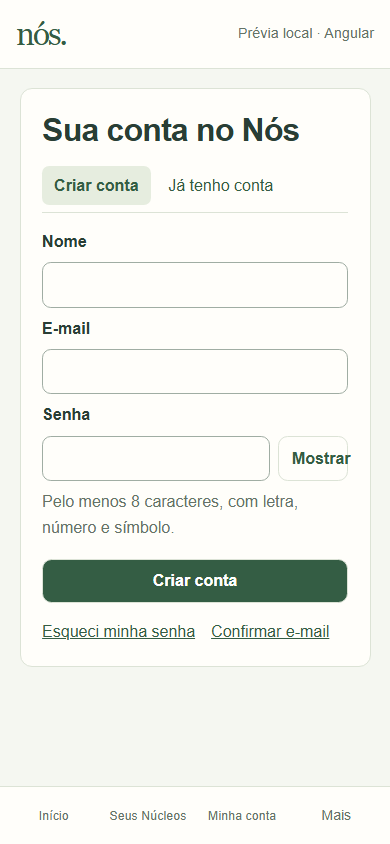 nós.
Prévia local · Angular
Sua conta no Nós
Criar conta
Já tenho conta
Nome
E-mail
Senha
Mostrar
Pelo menos 8 caracteres, com letra,
número e símbolo.
Criar conta
Esqueci minha senha
Confirmar e-mail
Início
Seus Núcleos
Minha conta
Mais